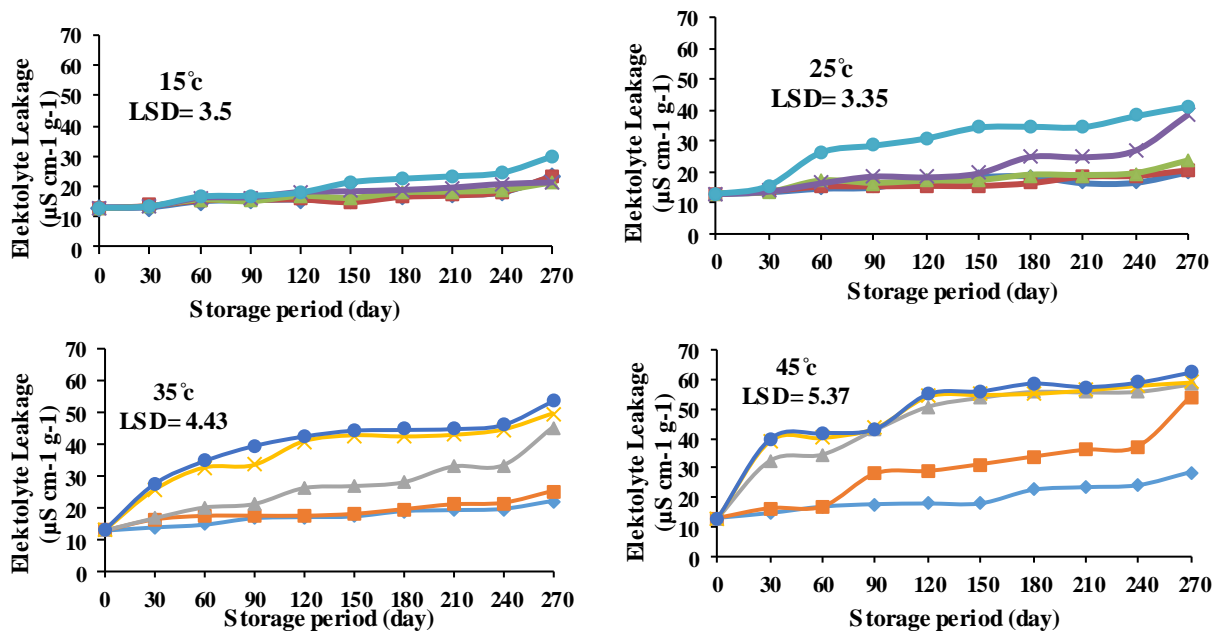 Elektolyte Leakage
(µS cm-1 g-1)
70
60
50
40
30
20
10
0
15°c
LSD= 3.5
0 30 60 90 120 150 180 210 240 270
Storage period (day)
Elektolyte Leakage
(µS cm-1 g-1)
70
60
50
40
30
20
10
0
25°c
LSD= 3.35
0 30 60 90 120 150 180 210 240 270
Storage period (day)
Elektolyte Leakage
(µS cm-1 g-1)
70
60
50
40
30
20
10
0
35°c
LSD= 4.43
0 30 60 90 120 150 180 210 240 270
Storage period (day)
Elektolyte Leakage
(µS cm-1 g-1)
70
60
50
40
30
20
10
0
45°c
LSD= 5.37
0 30 60 90 120 150 180 210 240 270
Storage period (day)